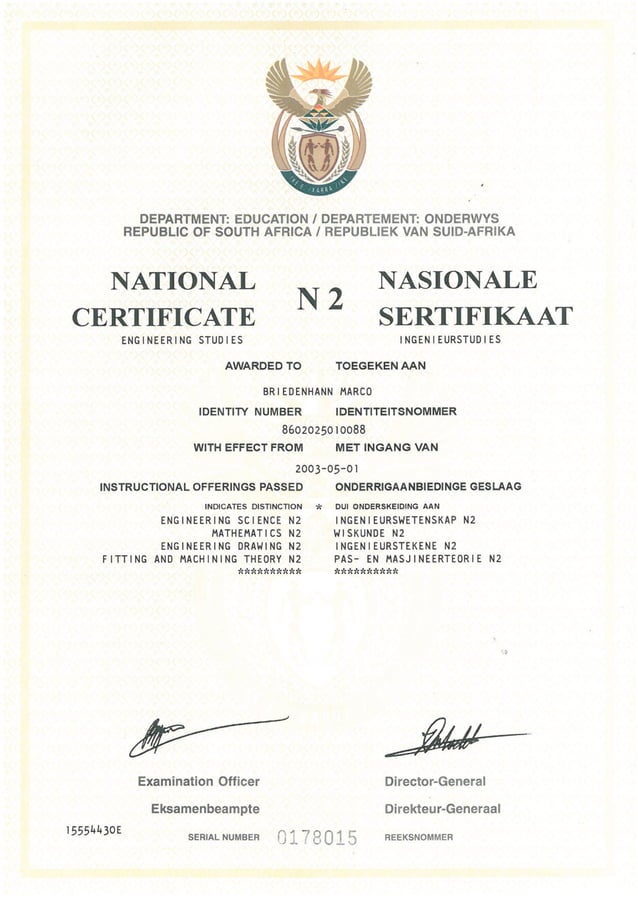 DEPARTMENT: EDUCATION / DEPARTEMENT: ONDERWYS
REPUBLIC OF SOUTH AFRICA / REPUBLIEK VAN SUID-AFRIKA
NATIONAL CERTIFICATE N 2 NASIONALE SERTIFIKAAT
ENGINEERING STUDIES INGENIEURSTUDIES
AWARDED TO TOEGEKEN AAN
BRIEDENHANN MARCO
IDENTITY NUMBER IDENTITEITSNOMMER
8602025010088
WITH EFFECT FROM MET INGANG VAN
2003-05-01
INSTRUCTIONAL OFFERINGS PASSED ONDERRIGAANBIEDINGE GESLAAG
INDICATES DISTINCTION * DUI ONDERSKEIDING AAN
ENGINEERING SCIENCE N2 INGENIEURSWETENSKAP N2
MATHEMATICS N2 WISKUNDE N2
ENGINEERING DRAWING N2 INGENIEURSTEKENE N2
FITTING AND MACHINING THEORY N2 PAS- EN MASJINEERTEORIE N2
********** **********
Examination Officer Director-General
Eksamenbeampte Direkteur-Generaal
15554430E
SERIAL NUMBER 0178015 REEKSNOMMER